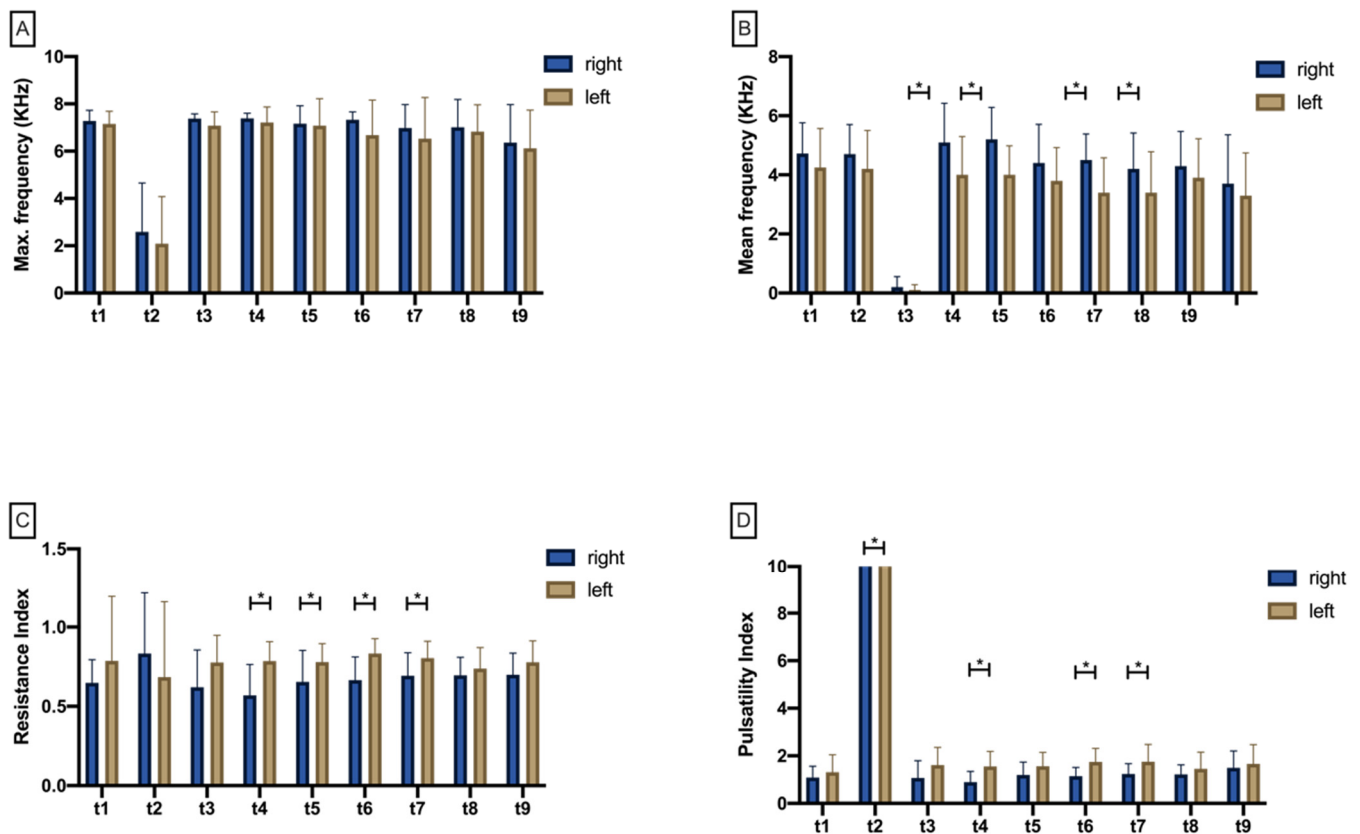 A
Max. frequency (KHz)
10
8
6
4
2
0
t1 t2 t3 t4 t5 t6 t7 t8 t9
right
left
B
Mean frequency (KHz)
8
6
4
2
0
* * * *
t1 t2 t3 t4 t5 t6 t7 t8 t9
right
left
C
Resistance Index
1.5
1.0
0.5
0.0
* * * *
t1 t2 t3 t4 t5 t6 t7 t8 t9
right
left
D
Pulsatility Index
10
8
6
4
2
0
* * * *
t1 t2 t3 t4 t5 t6 t7 t8 t9
right
left